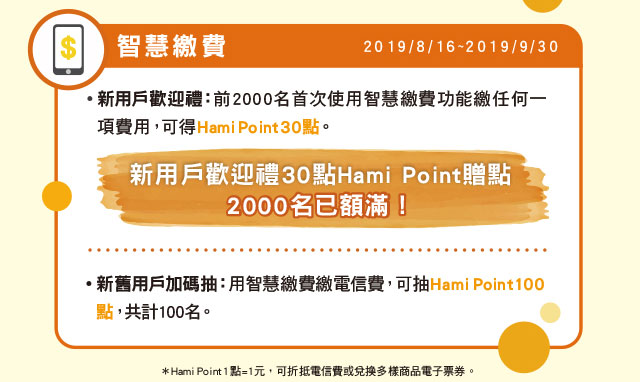 $
智慧繳費
2019/8/16~2019/9/30
•新用戶歡迎禮：前2000名首次使用智慧繳費功能繳任何一
項費用，可得Hami Point 30點。
新用戶歡迎禮30點Hami Point贈點
2000名已額滿！
•新舊用戶加碼抽：用智慧繳費繳電信費，可抽Hami Point 100
點，共計100名。
＊Hami Point 1點=1元，可折抵電信費或兌換多樣商品電子票券。